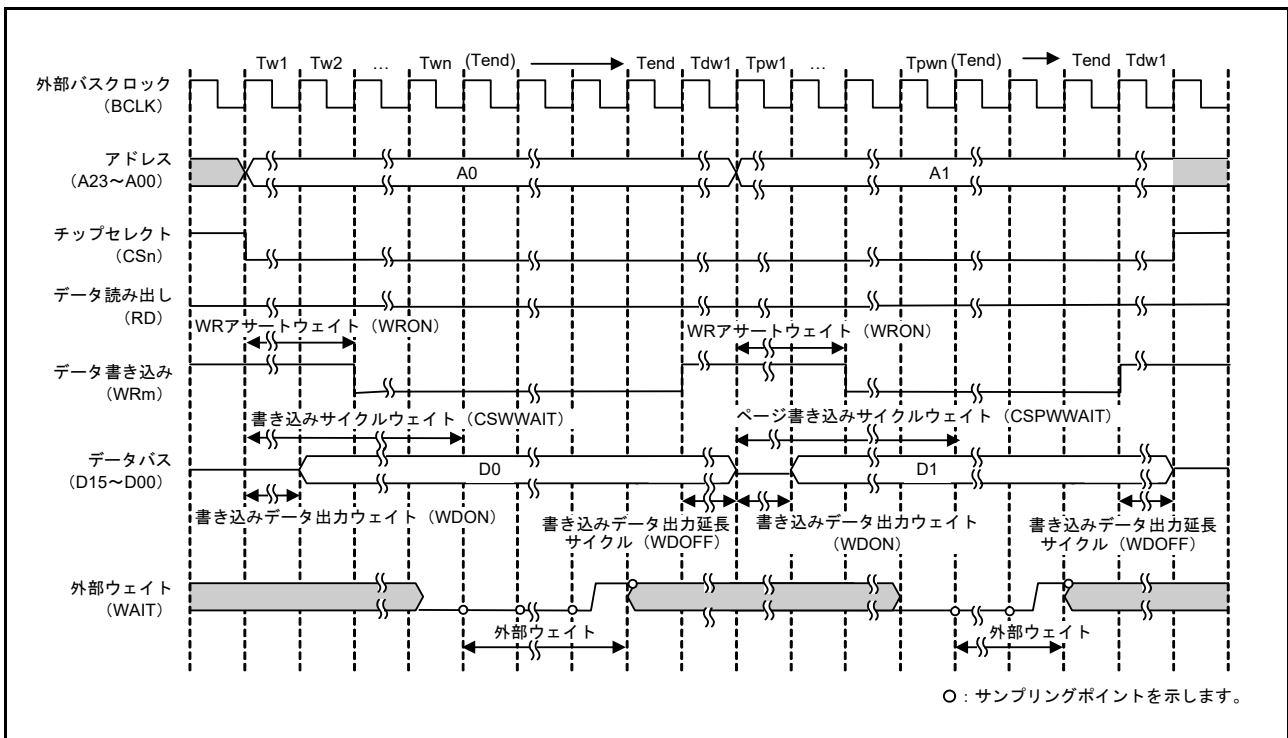 Tw1 Tw2 … Twn (Tend) Tend Tdw1 Tpw1 … Tpwn (Tend) Tend Tdw1
外部バスクロック
（BCLK）
アドレス
（A23～A00）
A0 A1
チップセレクト
（CSn）
データ読み出し
（RD）
WRアサートウェイト（WRON） WRアサートウェイト（WRON）
データ書き込み
（WRm）
書き込みサイクルウェイト（CSWWAIT） ページ書き込みサイクルウェイト（CSPWWAIT）
データバス
（D15～D00）
D0 D1
書き込みデータ出力ウェイト（WDON） 書き込みデータ出力延長 書き込みデータ出力ウェイト 書き込みデータ出力延長
サイクル（WDOFF） （WDON） サイクル（WDOFF）
外部ウェイト
（WAIT）
外部ウェイト 外部ウェイト
：サンプリングポイントを示します。